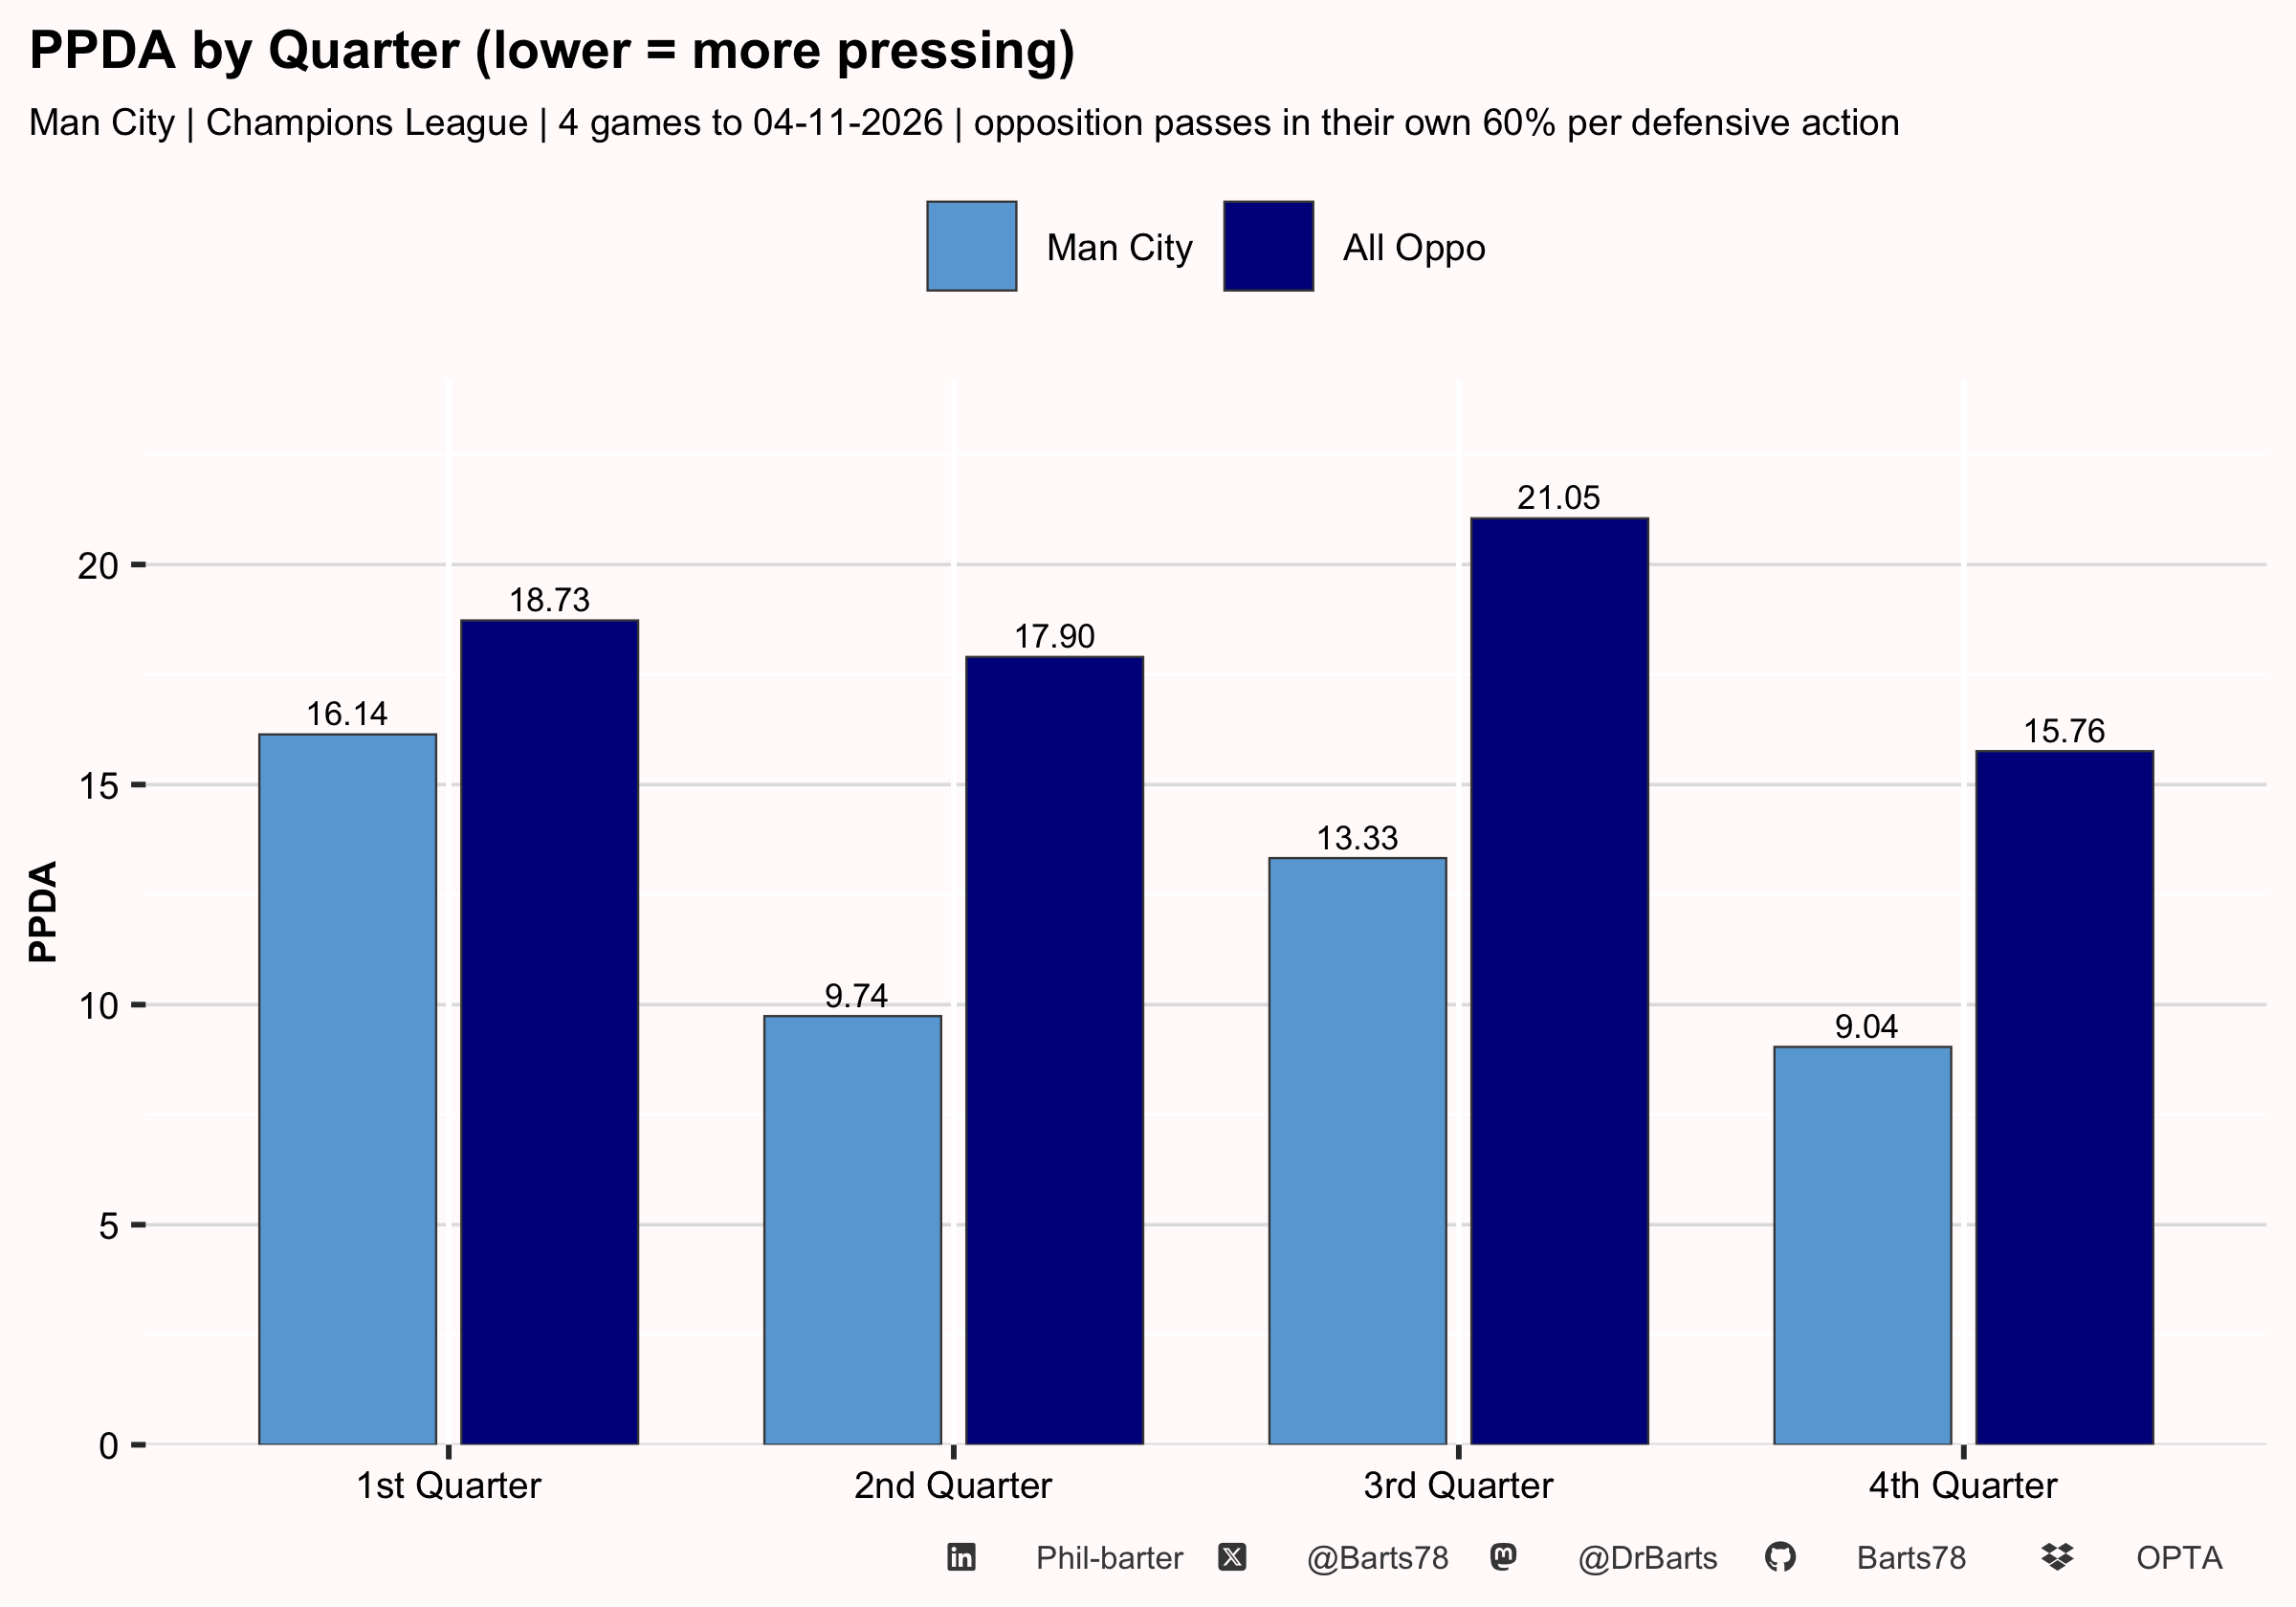 PPDA by Quarter (lower = more pressing)
Man City | Champions League | 4 games to 04-11-2026 | opposition passes in their own 60% per defensive action
Man City
All Oppo
PPDA
20
15
10
5
0
16.14
18.73
9.74
17.90
13.33
21.05
9.04
15.76
1st Quarter
2nd Quarter
3rd Quarter
4th Quarter
Phil-barter
@Barts78
@DrBarts
Barts78
OPTA